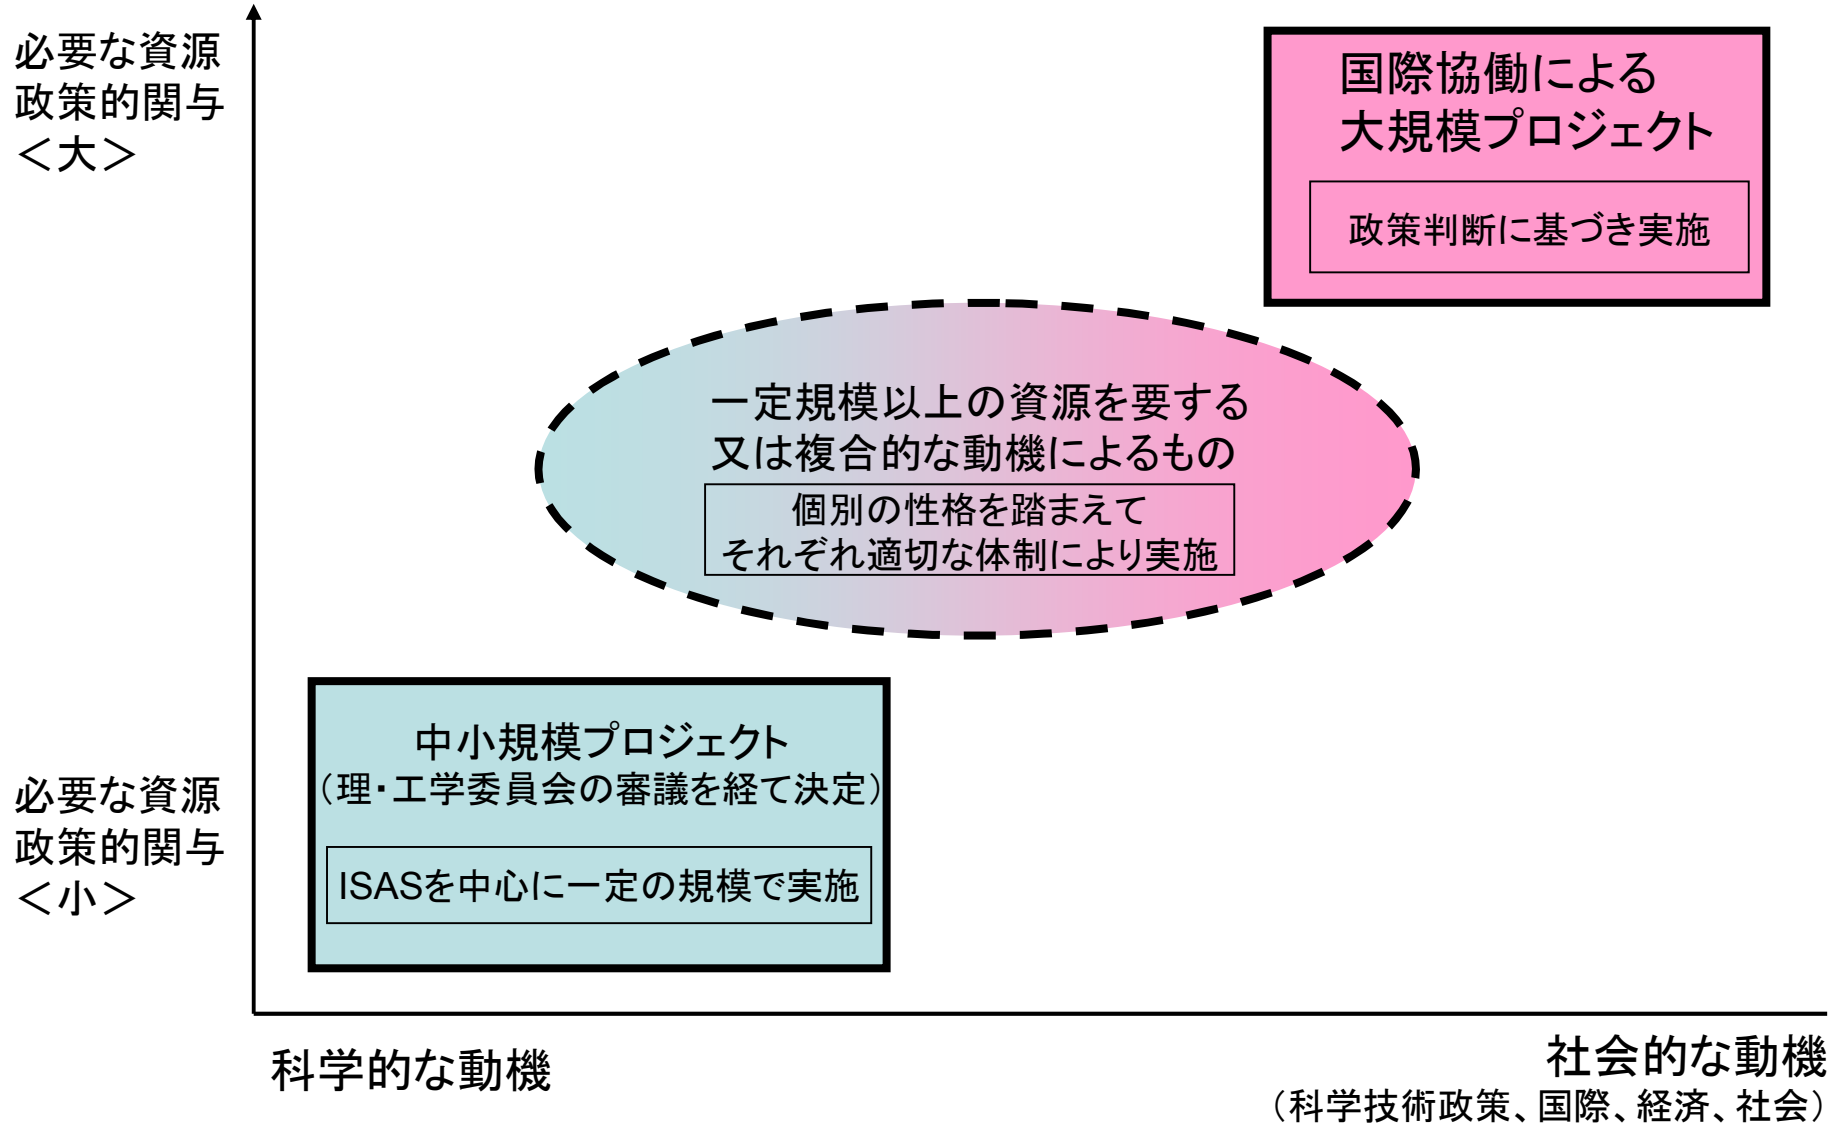 必要な資源
政策的関与
＜大＞
国際協働による
大規模プロジェクト
政策判断に基づき実施
一定規模以上の資源を要する
又は複合的な動機によるもの
個別の性格を踏まえて
それぞれ適切な体制により実施
中小規模プロジェクト
（理・工学委員会の審議を経て決定）
ISASを中心に一定の規模で実施
必要な資源
政策的関与
＜小＞
科学的な動機
社会的な動機
（科学技術政策、国際、経済、社会）